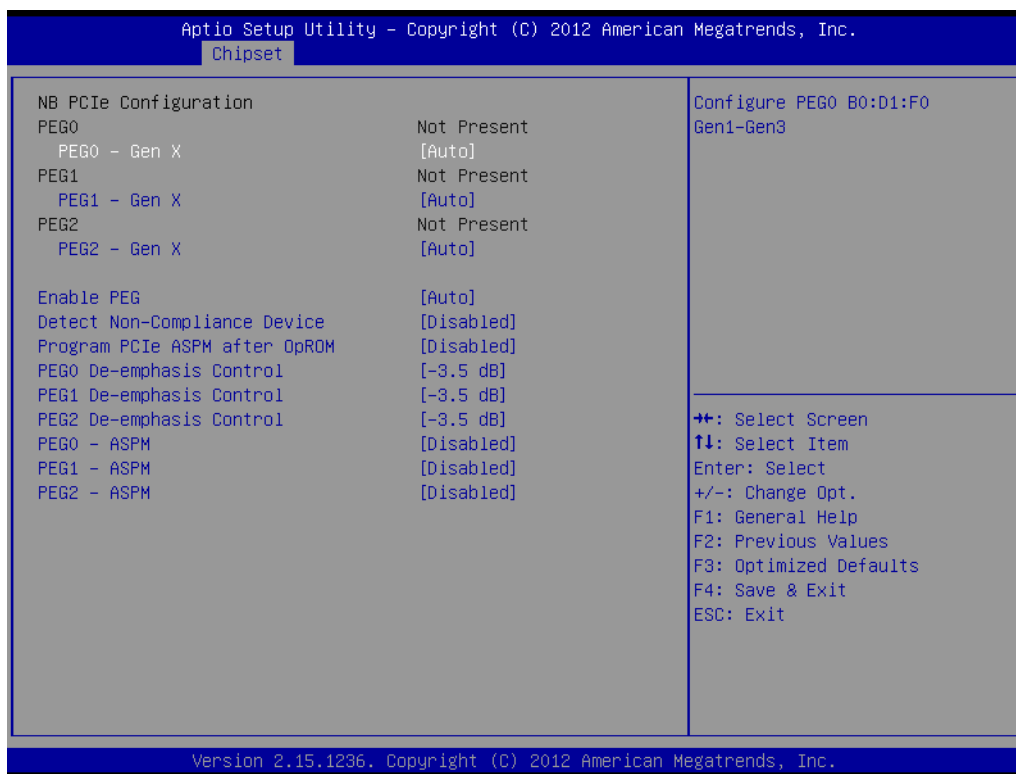 Aptio Setup Utility – Copyright (C) 2012 American Megatrends, Inc.
Chipset
NB PCIe Configuration
PEG0 Not Present
PEG0 – Gen X [Auto]
PEG1 Not Present
PEG1 – Gen X [Auto]
PEG2 Not Present
PEG2 – Gen X [Auto]
Enable PEG [Auto]
Detect Non-Compliance Device [Disabled]
Program PCIe ASPM after OpROM [Disabled]
PEG0 De-emphasis Control [-3.5 dB]
PEG1 De-emphasis Control [-3.5 dB]
PEG2 De-emphasis Control [-3.5 dB]
PEG0 – ASPM [Disabled]
PEG1 – ASPM [Disabled]
PEG2 – ASPM [Disabled]
Configure PEG0 B0:D1:F0
Gen1-Gen3
→←: Select Screen
↑↓: Select Item
Enter: Select
+/-: Change Opt.
F1: General Help
F2: Previous Values
F3: Optimized Defaults
F4: Save & Exit
ESC: Exit
Version 2.15.1236. Copyright (C) 2012 American Megatrends, Inc.